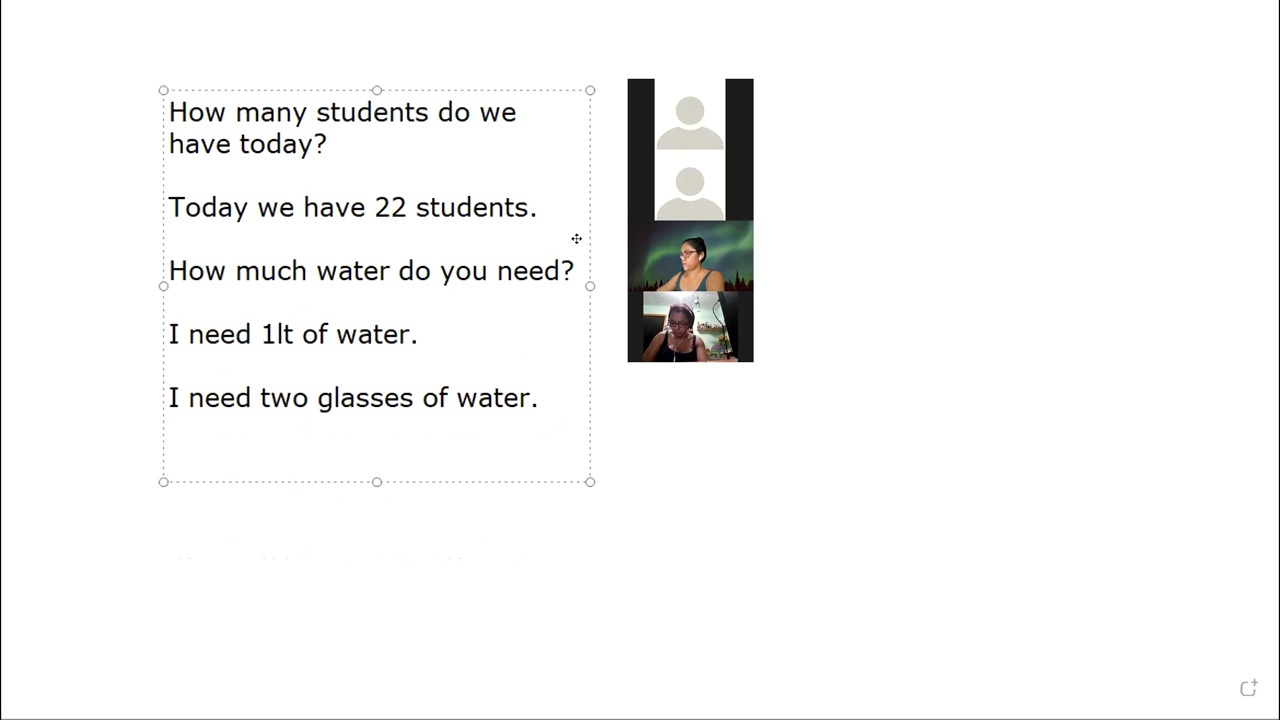 How many students do we
have today?
Today we have 22 students.
How much water do you need?
I need 1lt of water.
I need two glasses of water.